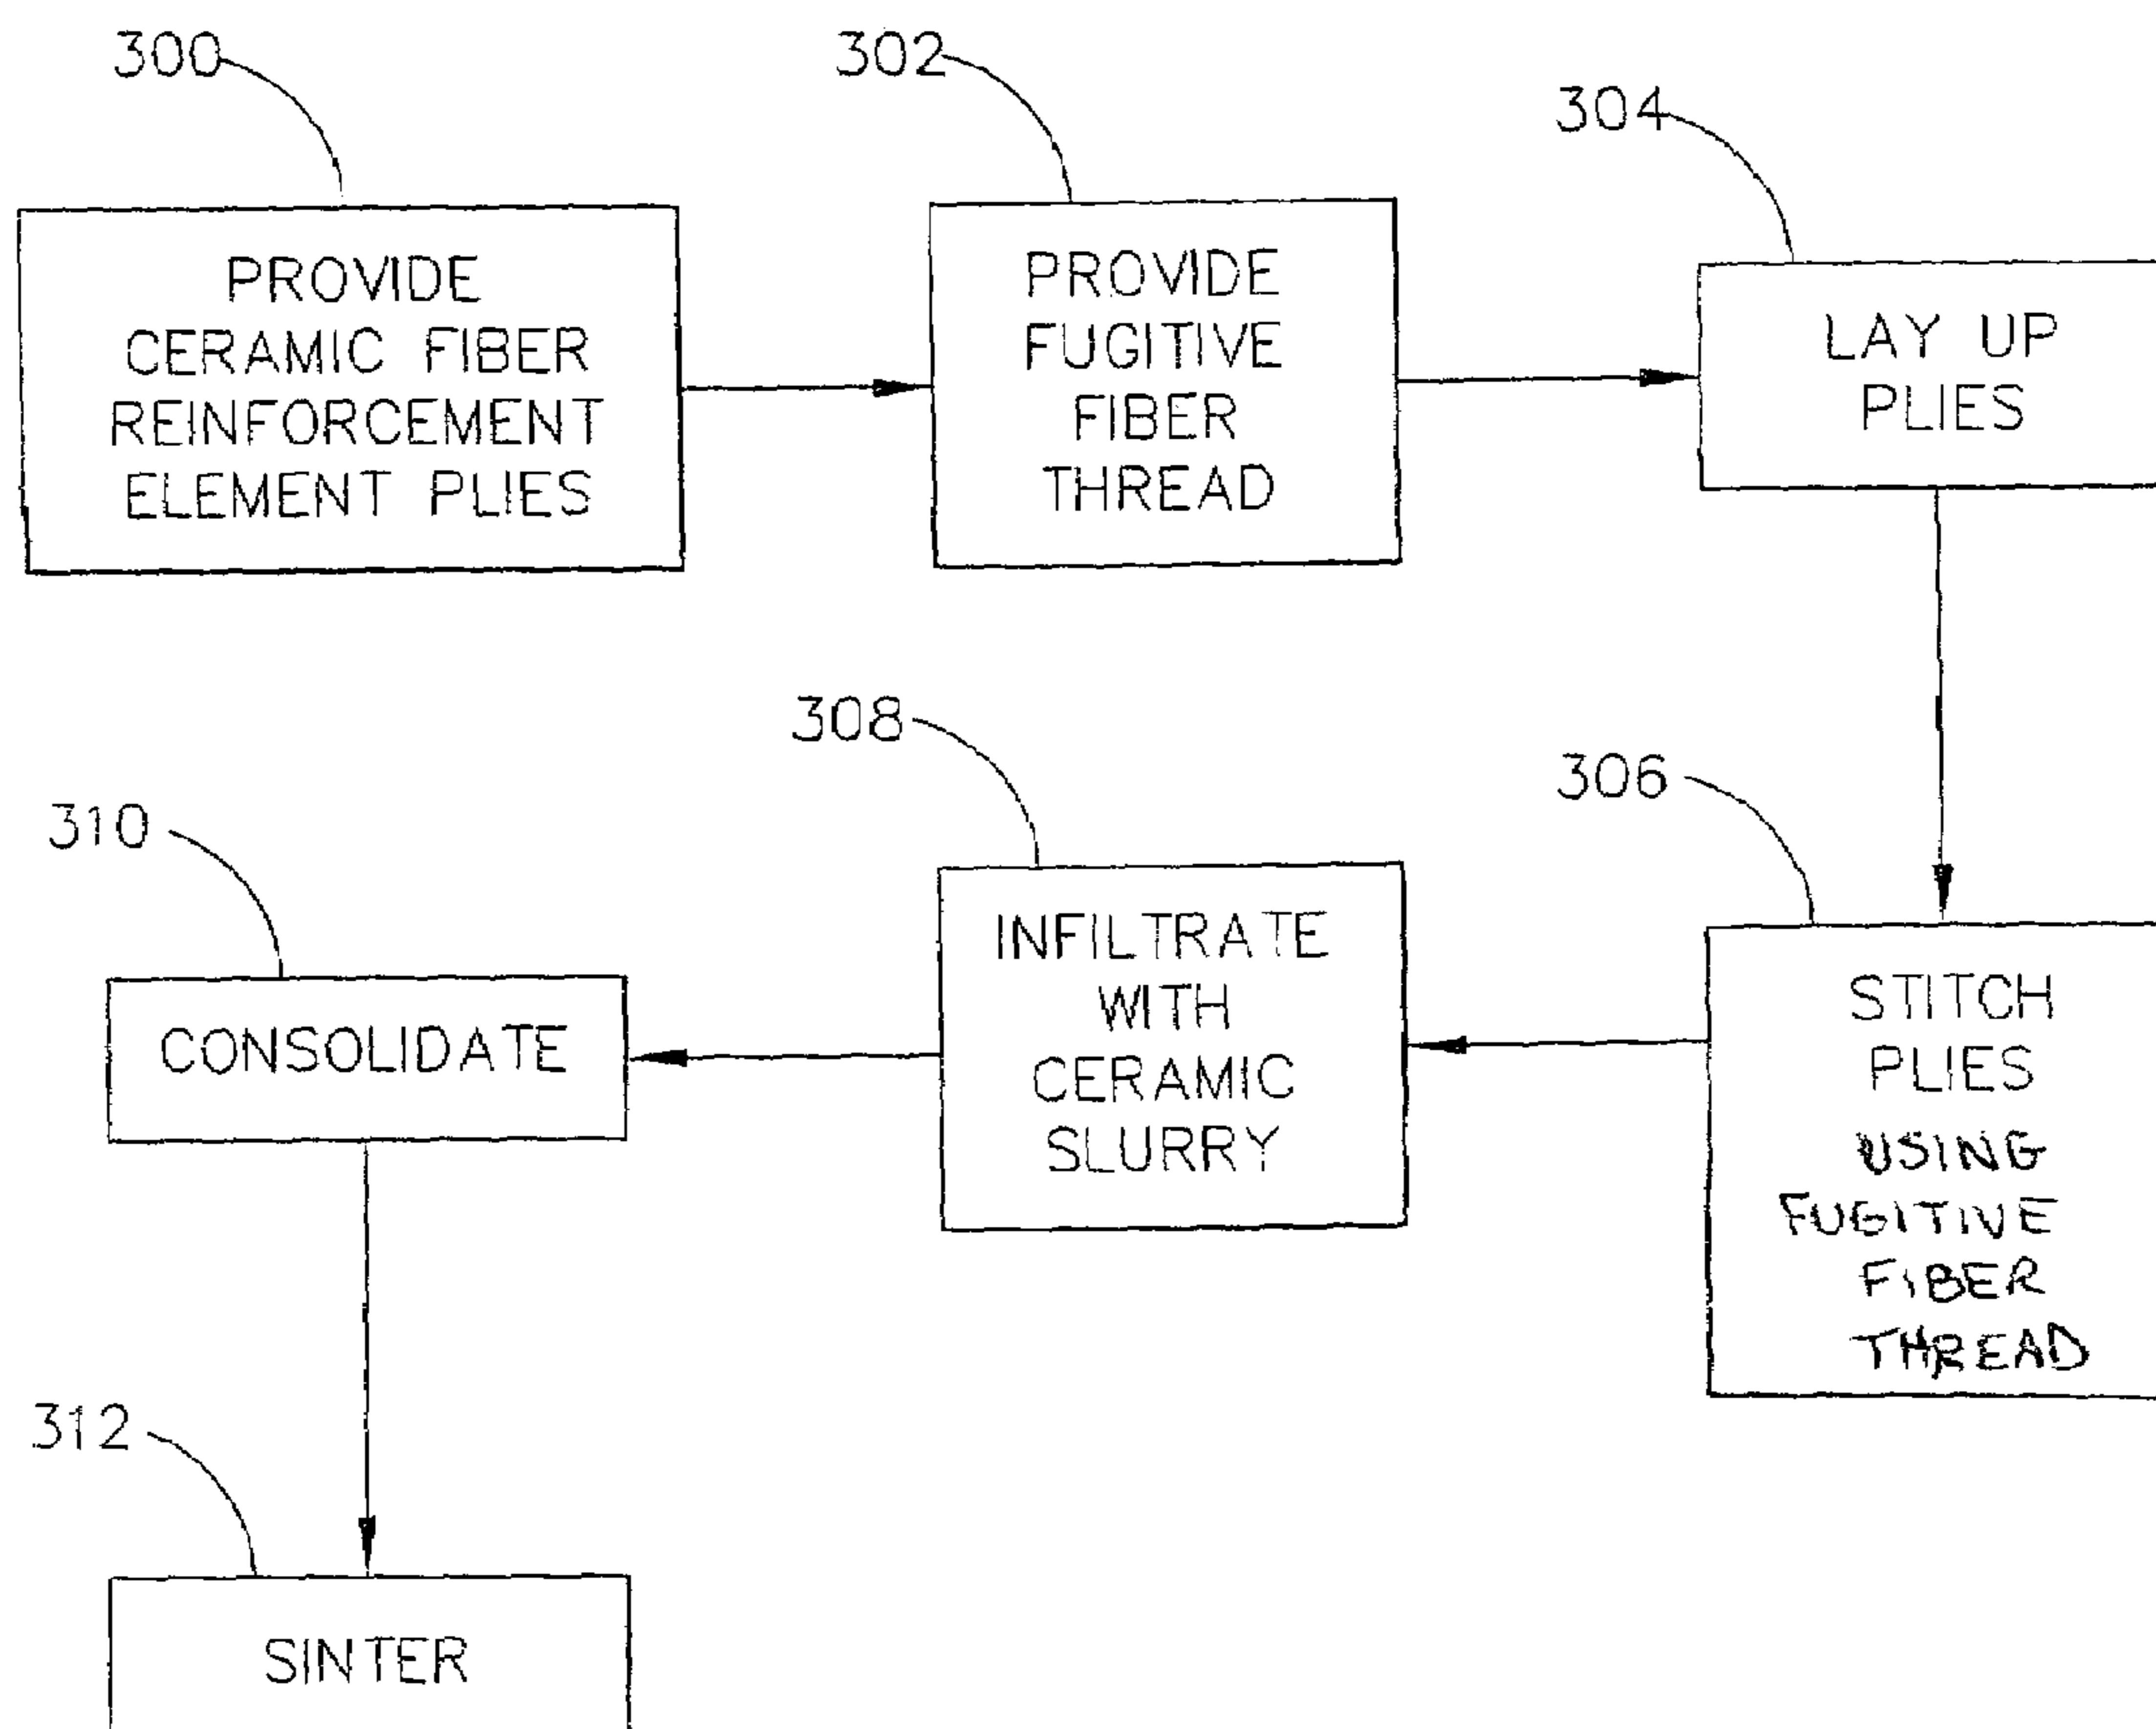 300
PROVIDE
CERAMIC FIBER
REINFORCEMENT
ELEMENT PLIES
302
PROVIDE
FUGITIVE
FIBER
THREAD
304
LAY UP
PLIES
306
STITCH
PLIES
USING
FUGITIVE
FIBER
THREAD
308
INFILTRATE
WITH
CERAMIC
SLURRY
310
CONSOLIDATE
312
SINTER